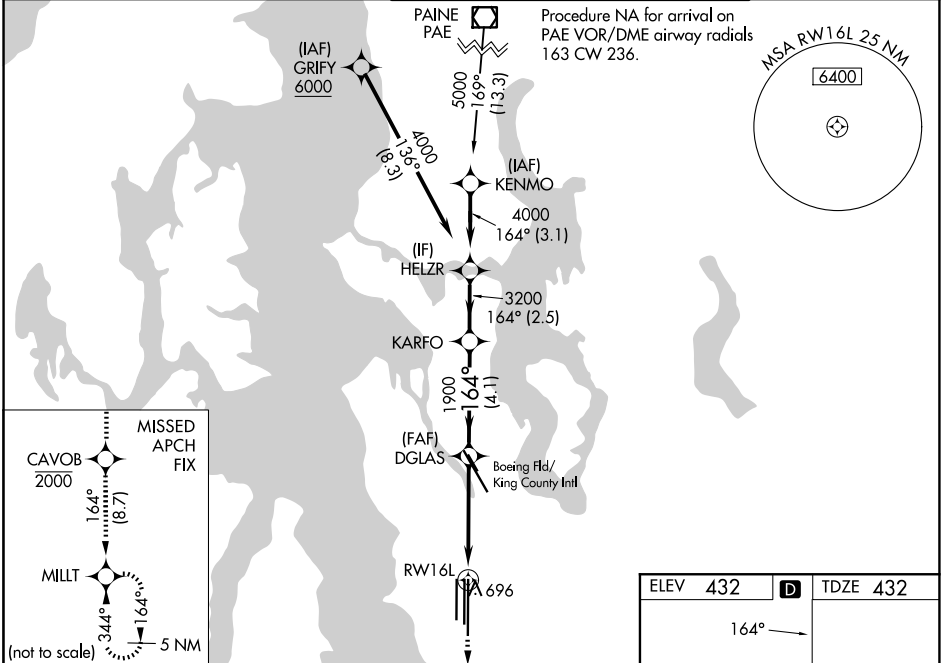 PAINE
PAE
Procedure NA for arrival on
PAE VOR/DME airway radials
163 CW 236.
MSA RW16L 25 NM
6400
(IAF)
GRIFY
6000
5000
169°
(13.3)
4000
136°
(8.3)
(IAF)
KENMO
4000
164° (3.1)
(IF)
HELZR
3200
164° (2.5)
KARFO
1900
164°
(4.1)
(FAF)
DGLAS
Boeing Fld/
King County Intl
MISSED
APCH
FIX
CAVOB
2000
164°
(8.7)
MILLT
344°
164°
5 NM
(not to scale)
RW16L
696
ELEV 432 D TDZE 432
164°